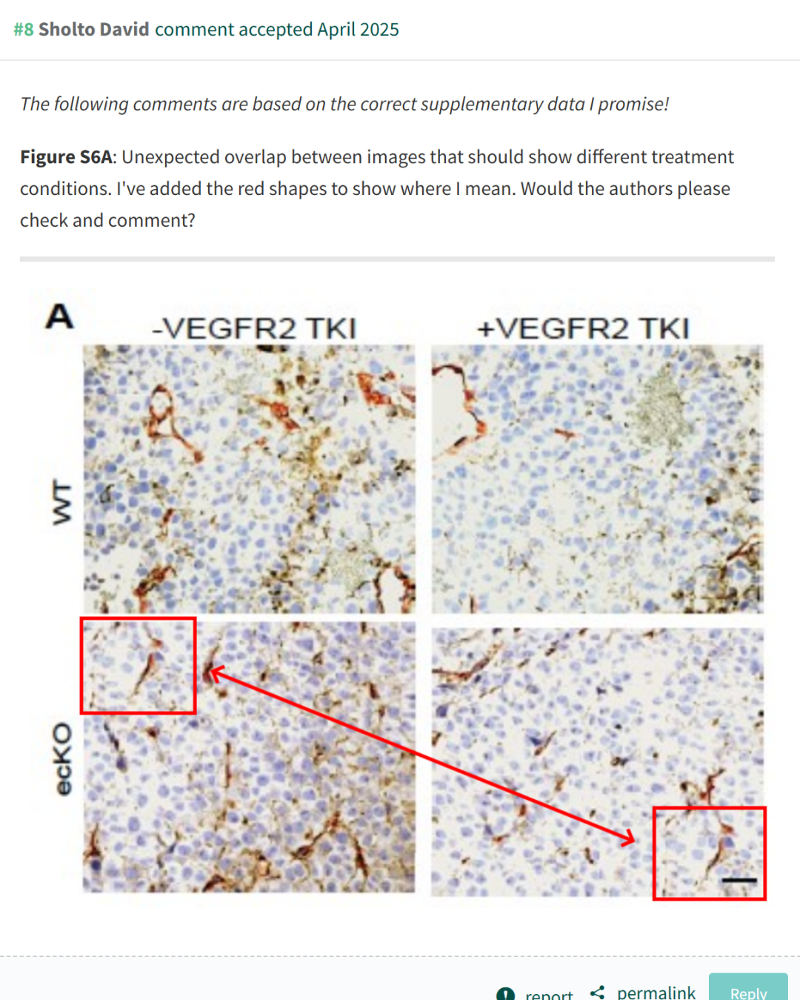 #8 Sholto David comment accepted April 2025
The following comments are based on the correct supplementary data I promise!
Figure S6A: Unexpected overlap between images that should show different treatment
conditions. I've added the red shapes to show where I mean. Would the authors please
check and comment?
A
-VEGFR2 TKI +VEGFR2 TKI
WT
ecKO
report permalink Reply